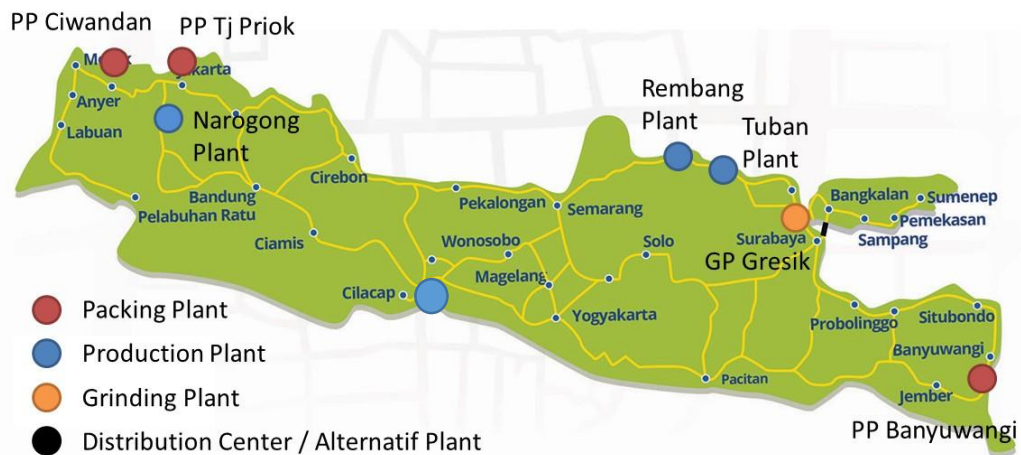 PP Ciwandan
PP Tj Priok
Anyer
Labuan
Narogong
Plant
Bandung
Pelabuhan Ratu
Cirebon
Ciamis
Pekalongan
Semarang
Wonosobo
Magelang
Cilacap
Solo
Yogyakarta
Pacitan
Rembang
Plant
Tuban
Plant
Bangkalan
Sumenep
Pemekasan
Sampang
Surabaya
GP Gresik
Probolinggo
Situbondo
Banyuwangi
Jember
PP Banyuwangi
Packing Plant
Production Plant
Grinding Plant
Distribution Center / Alternatif Plant